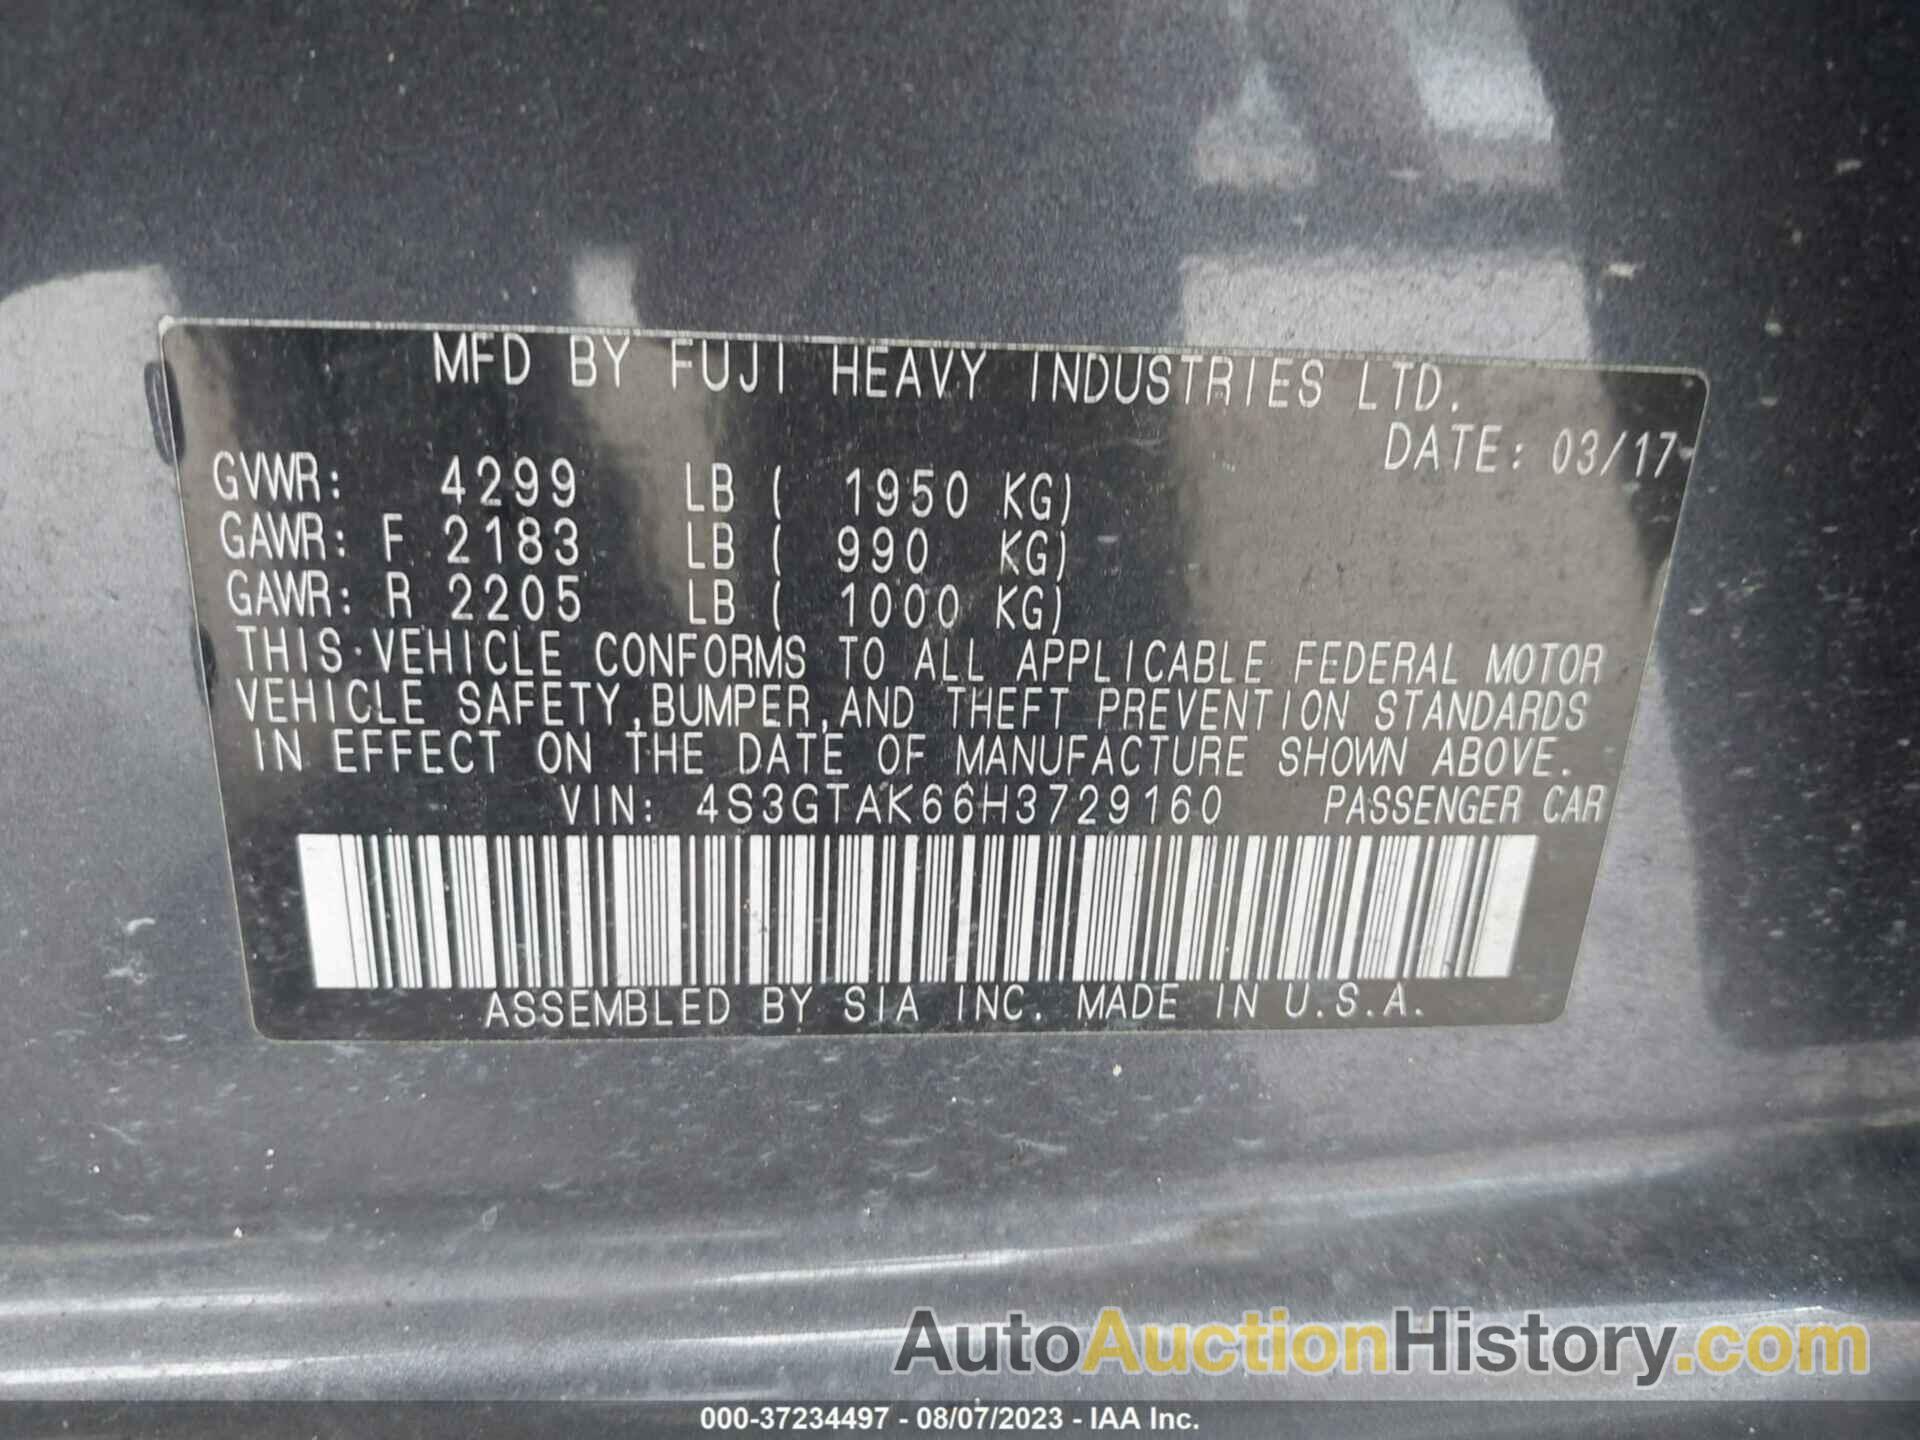 MFD BY FUJI HEAVY INDUSTRIES LTD.
DATE: 03/17
GVWR: 4299 LB ( 1950 KG)
GAWR: F 2183 LB ( 990 KG)
GAWR: R 2205 LB ( 1000 KG)
THIS VEHICLE CONFORMS TO ALL APPLICABLE FEDERAL MOTOR
VEHICLE SAFETY,BUMPER,AND THEFT PREVENTION STANDARDS
IN EFFECT ON THE DATE OF MANUFACTURE SHOWN ABOVE.
VIN: 4S3GTAK66H3729160 PASSENGER CAR
ASSEMBLED BY SIA INC. MADE IN U.S.A.
AutoAuctionHistory.com
000-37234497 - 08/07/2023 - IAA Inc.